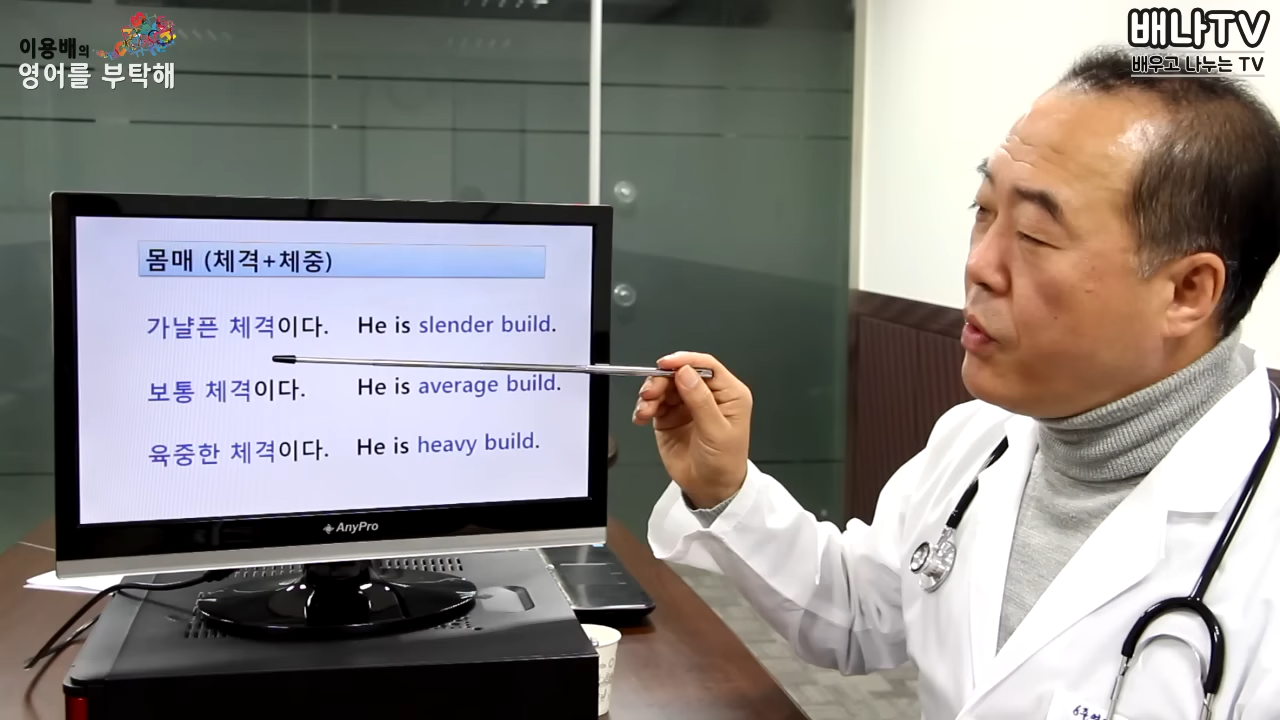 이용배의
영어를 부탁해
배나TV
배우고 나누는 TV
몸매 (체격+체중)
가냘픈 체격이다. He is slender build.
보통 체격이다. He is average build.
육중한 체격이다. He is heavy build.
AnyPro